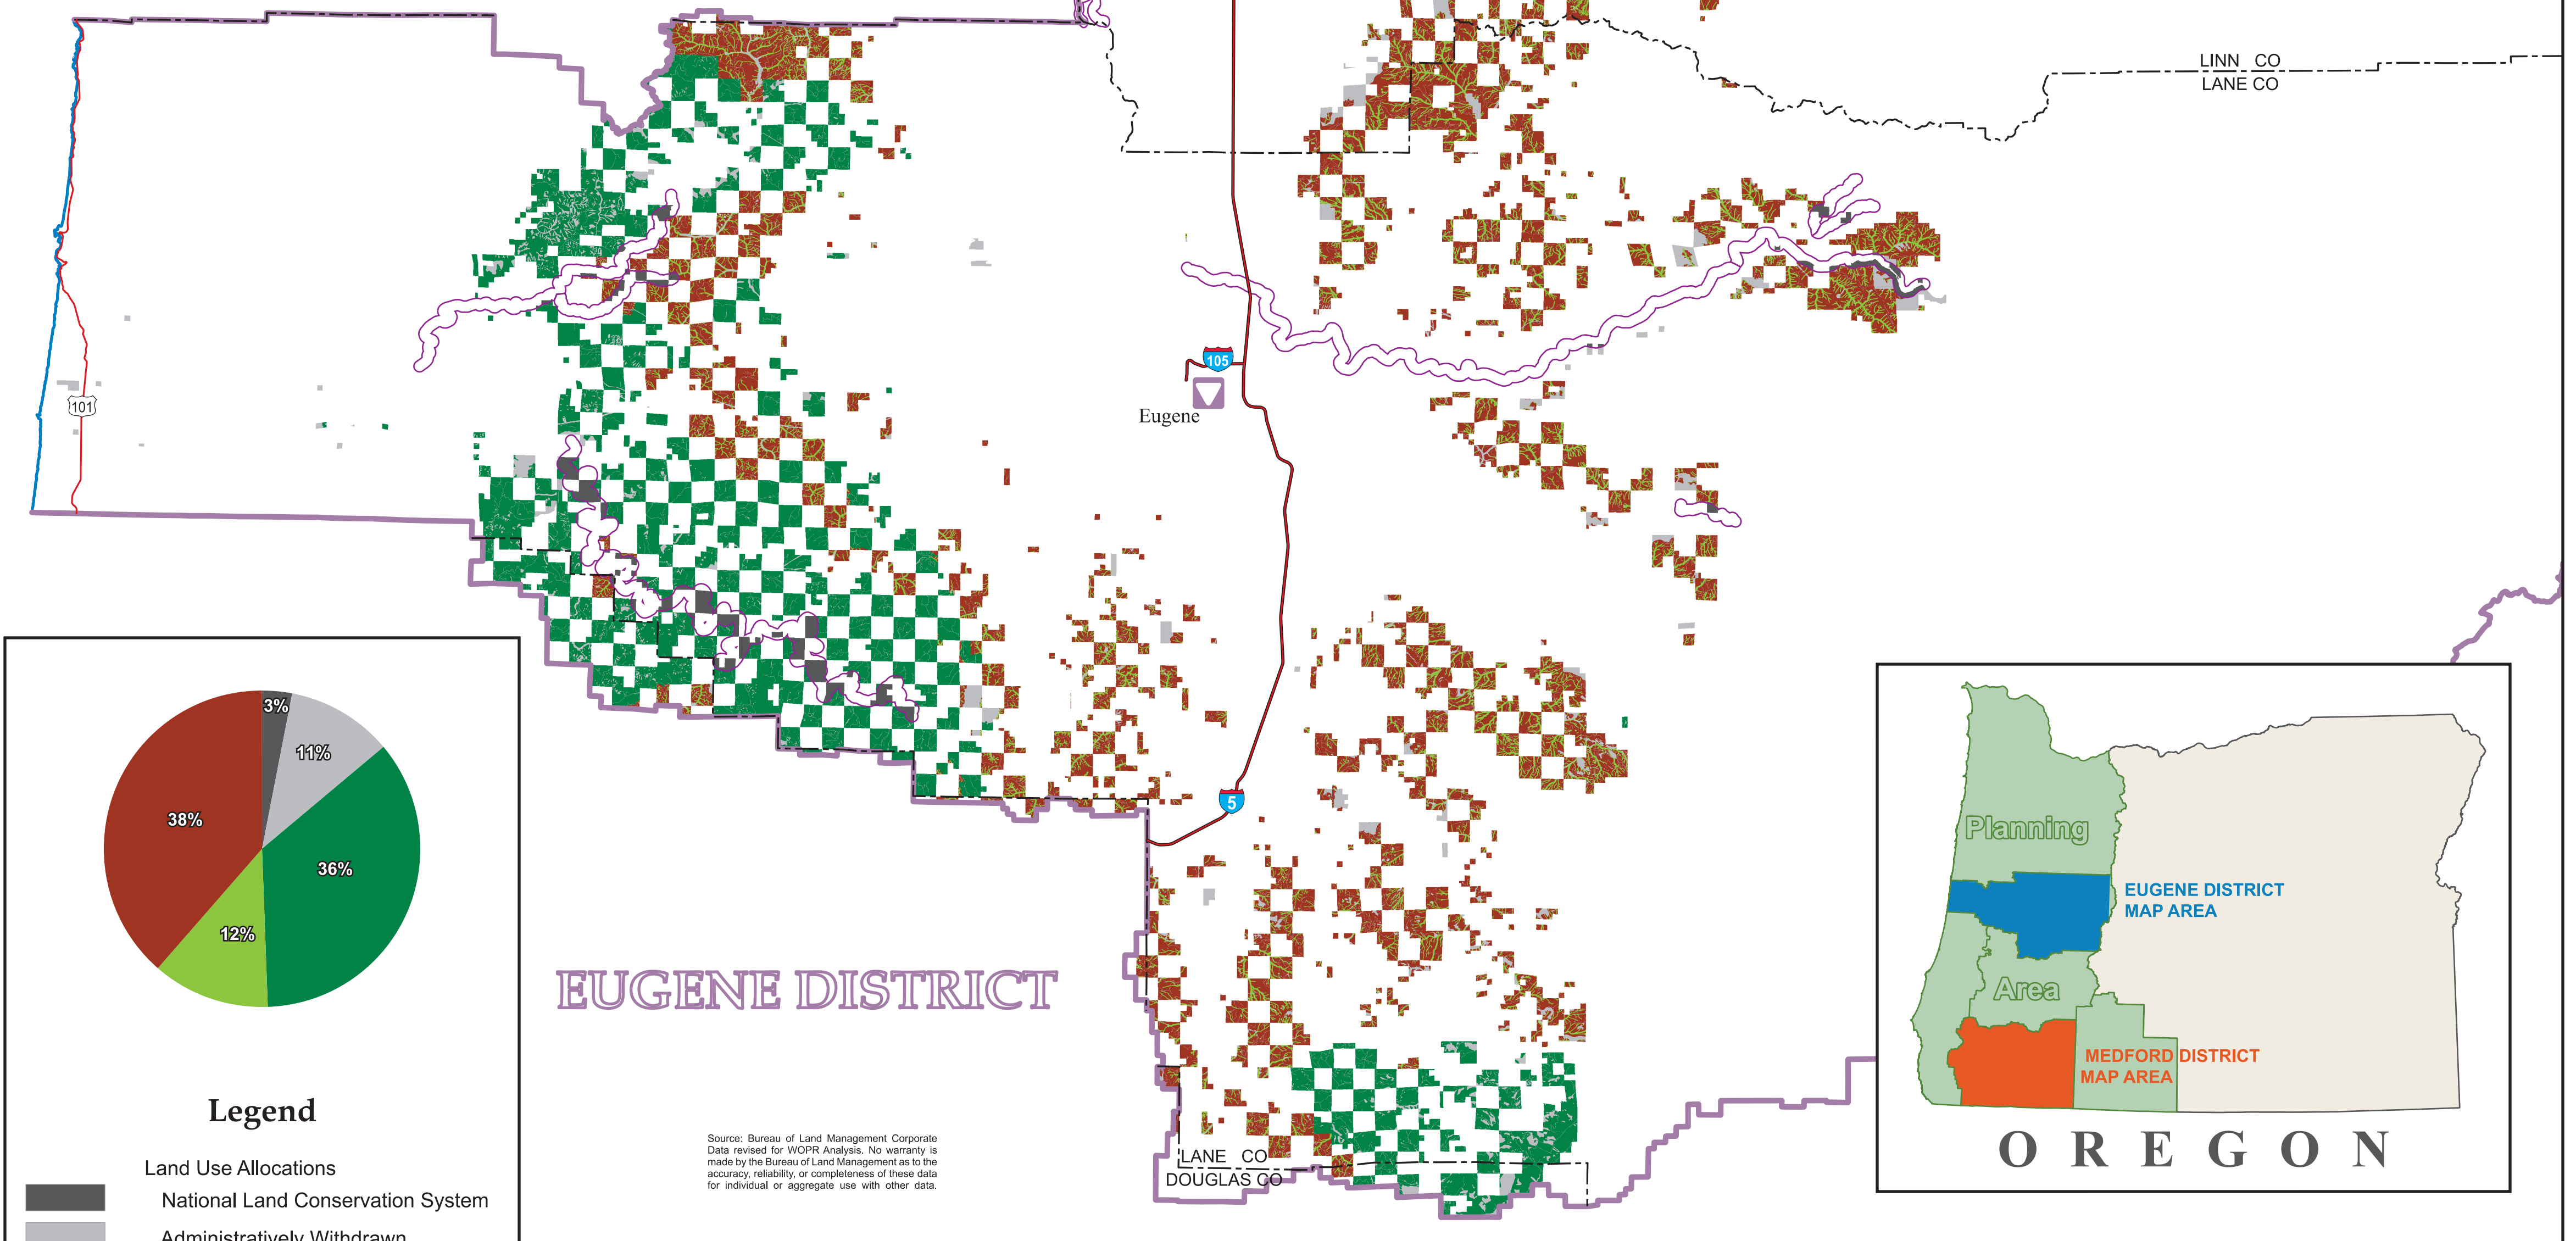 LINN CO
LANE CO
105
101
Eugene
5
3%
11%
38%
36%
12%
Planning
EUGENE DISTRICT
MAP AREA
Area
MEDFORD DISTRICT
MAP AREA
OREGON
EUGENE DISTRICT
Legend
Land Use Allocations
National Land Conservation System
Administratively Withdrawn
Source: Bureau of Land Management Corporate
Data revised for WOPR Analysis. No warranty is
made by the Bureau of Land Management as to the
accuracy, reliability, or completeness of these data
for individual or aggregate use with other data.
LANE CO
DOUGLAS CO